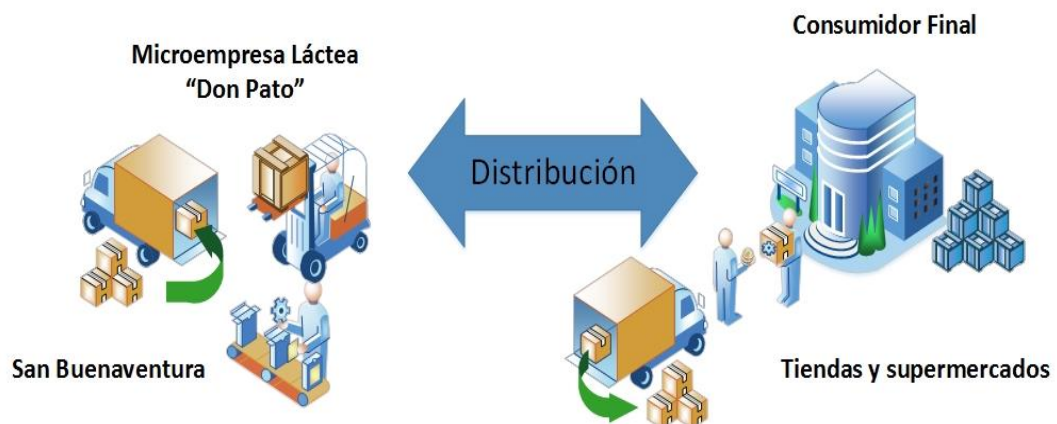 Microempresa Láctea
“Don Pato”
Consumidor Final
Distribución
San Buenaventura
Tiendas y supermercados